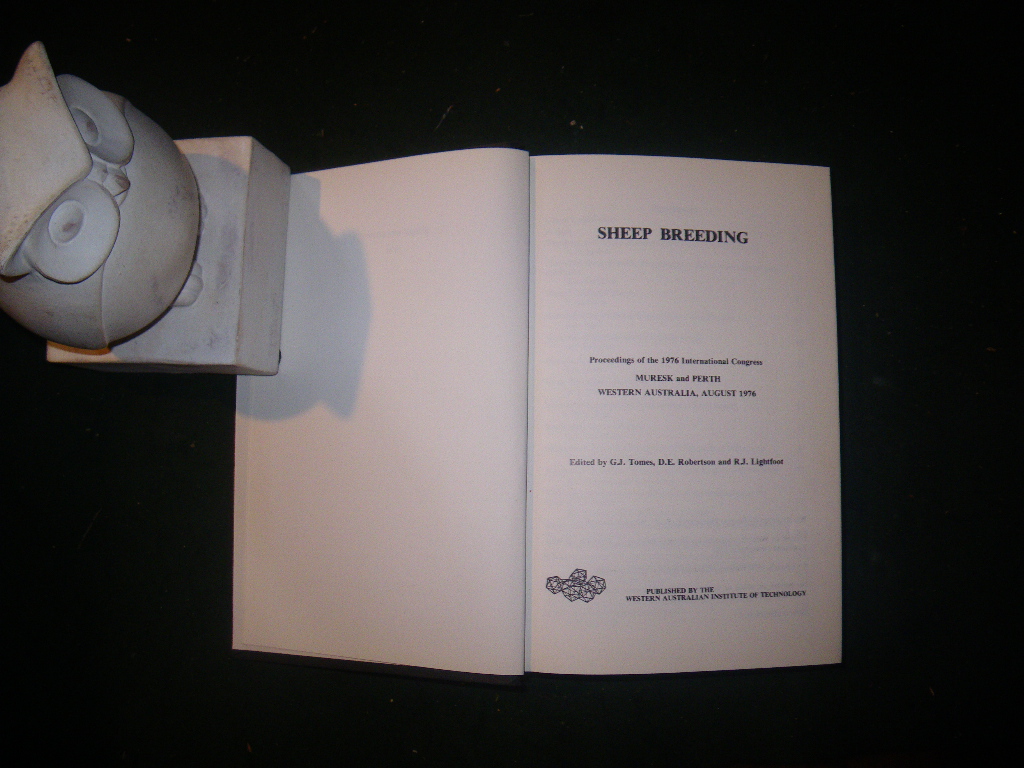 SHEEP BREEDING
Proceedings of the 1976 International Congress
MURESK and PERTH
WESTERN AUSTRALIA, AUGUST 1976
Edited by G.J. Tomes, D.E. Robertson and R.J. Lightfoot
PUBLISHED BY THE
WESTERN AUSTRALIAN INSTITUTE OF TECHNOLOGY